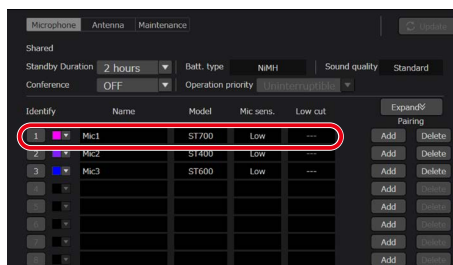 Microphone Antenna Maintenance Update
Shared
Standby Duration 2 hours Batt. type NiMH Sound quality Standard
Conference OFF Operation priority Uninterruptible
Identify Name Model Mic sens. Low cut Expand
Pairing
1 Mic1 ST700 Low --- Add Delete
2 Mic2 ST400 Low --- Add Delete
3 Mic3 ST600 Low --- Add Delete
4 Add Delete
5 Add Delete
6 Add Delete
7 Add Delete
8 Add Delete